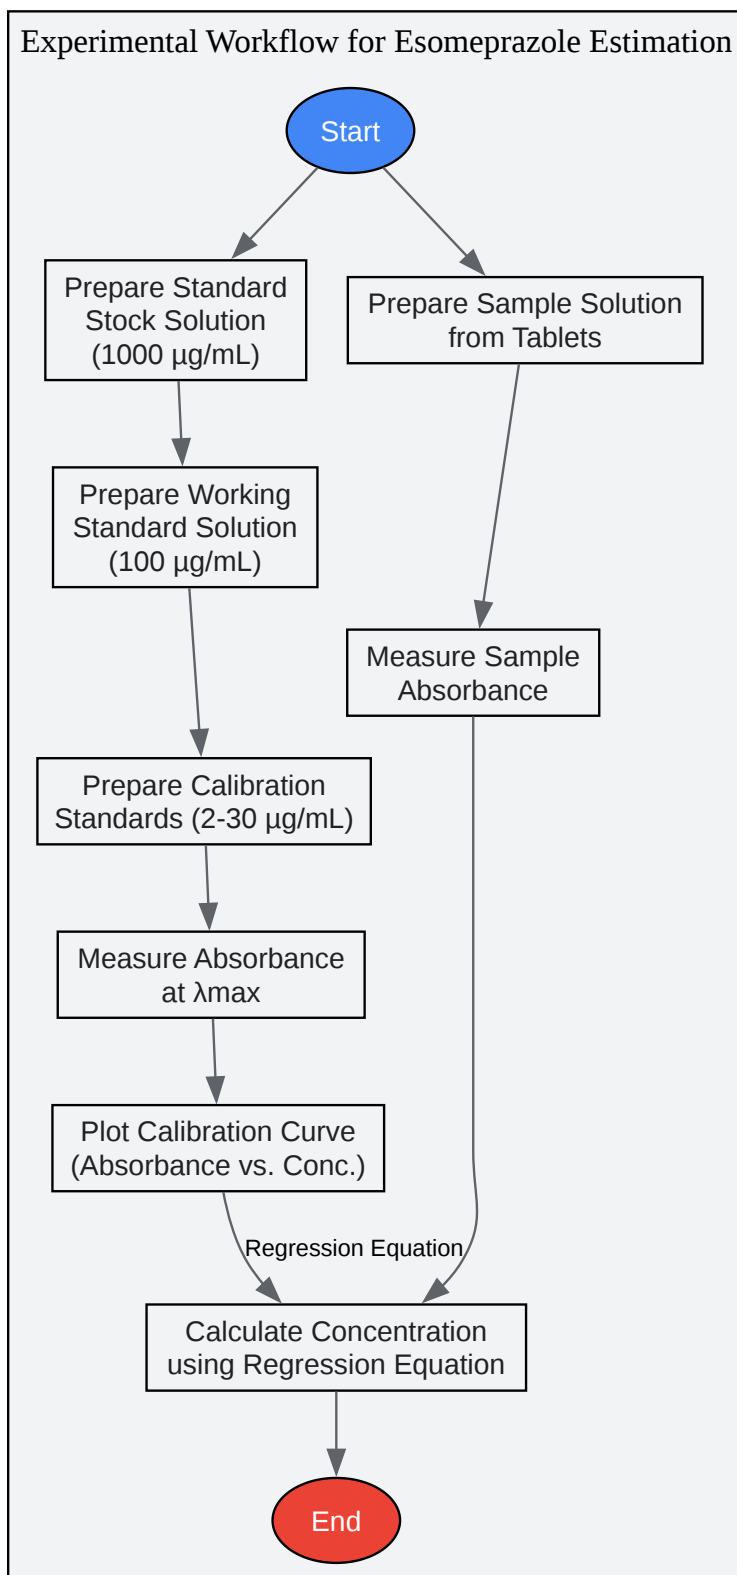 Experimental Workflow for Esomeprazole Estimation
Start
Prepare Standard
Stock Solution
(1000 µg/mL)
Prepare Sample Solution
from Tablets
Prepare Working
Standard Solution
(100 µg/mL)
Measure Sample
Absorbance
Prepare Calibration
Standards (2-30 µg/mL)
Measure Absorbance
at λmax
Plot Calibration Curve
(Absorbance vs. Conc.)
Regression Equation
Calculate Concentration
using Regression Equation
End